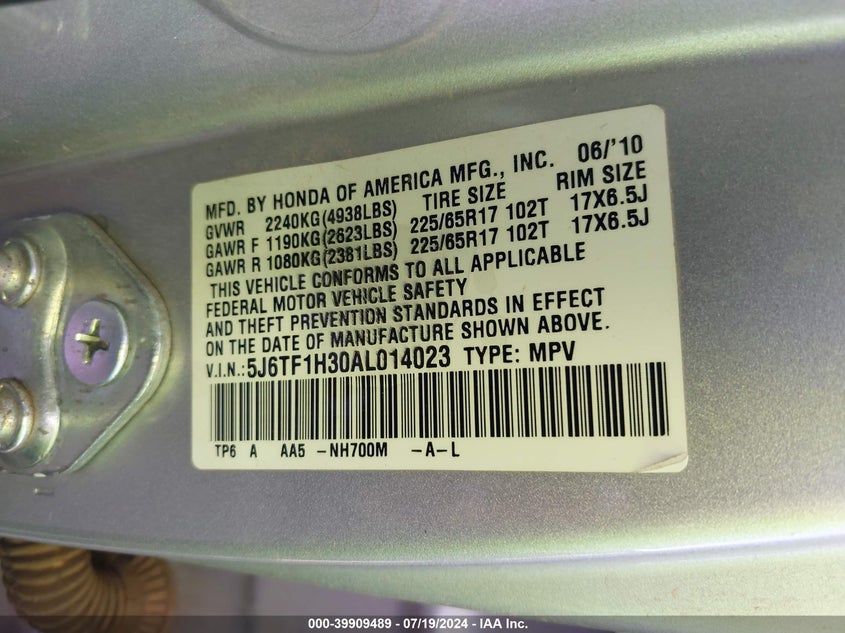 MFD. BY HONDA OF AMERICA MFG., INC. 06/'10
GVWR 2240KG(4938LBS) TIRE SIZE RIM SIZE
GAWR F 1190KG(2623LBS) 225/65R17 102T 17X6.5J
GAWR R 1080KG(2381LBS) 225/65R17 102T 17X6.5J
THIS VEHICLE CONFORMS TO ALL APPLICABLE
FEDERAL MOTOR VEHICLE SAFETY
AND THEFT PREVENTION STANDARDS IN EFFECT
ON THE DATE OF MANUFACTURE SHOWN ABOVE.
V.I.N.:5J6TF1H30AL014023 TYPE: MPV
TP6 A AA5 -NH700M -A-L
000-39909489 - 07/19/2024 - IAA Inc.